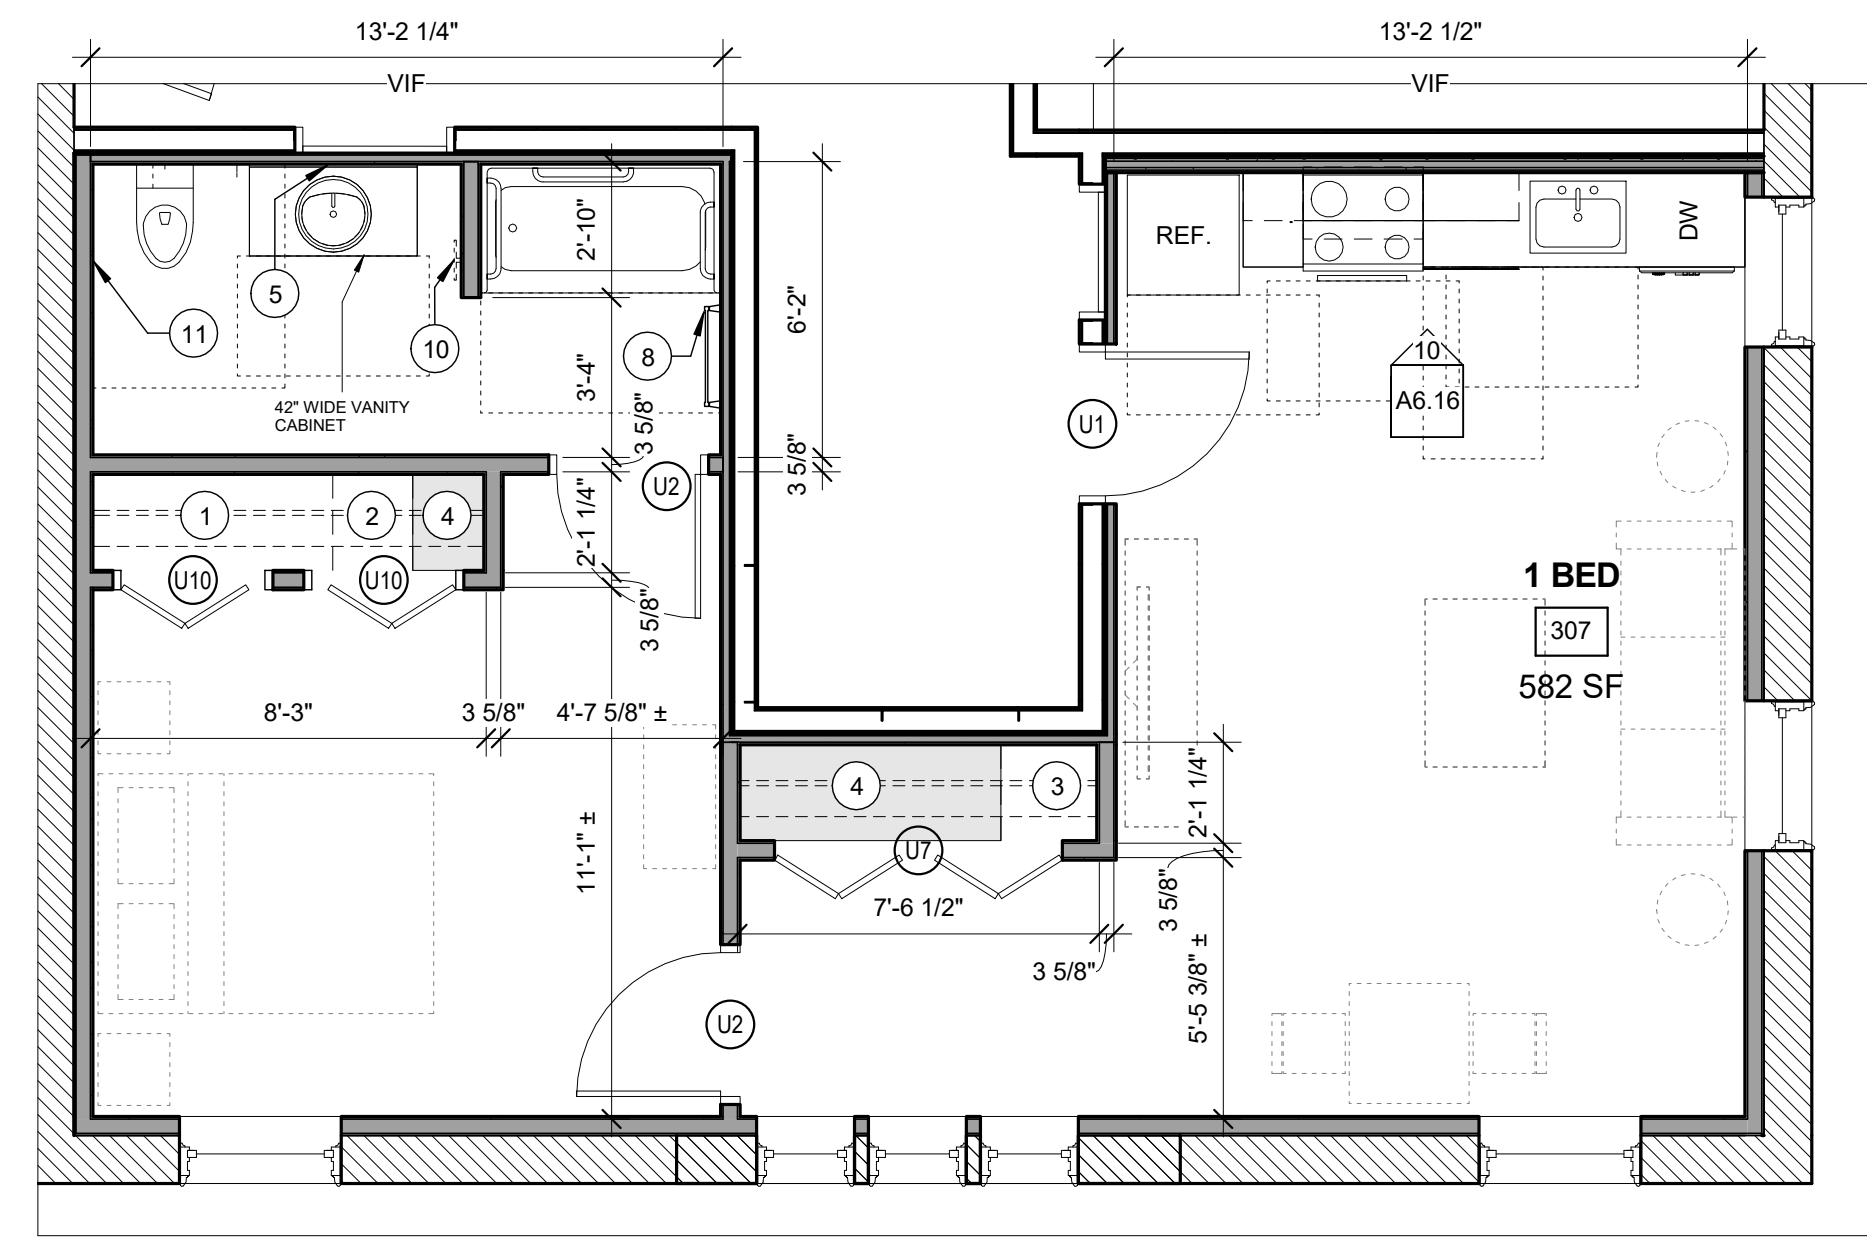 13'-2 1/4"
13'-2 1/2"
VIF
VIF
2'-10"
REF.
DW
5
6'-2"
11
10
8
10
3'-4"
A6.16
42" WIDE VANITY
CABINET
3 5/8"
U1
3 5/8"
U2
1
2
4
2'-1 1/4"
U10
U10
1 BED
3 5/8"
307
582 SF
8'-3"
3 5/8"
4'-7 5/8" ±
4
3
2'-1 1/4"
11'-1" ±
U7
7'-6 1/2"
3 5/8"
3 5/8"
5'-5 3/8" ±
U2